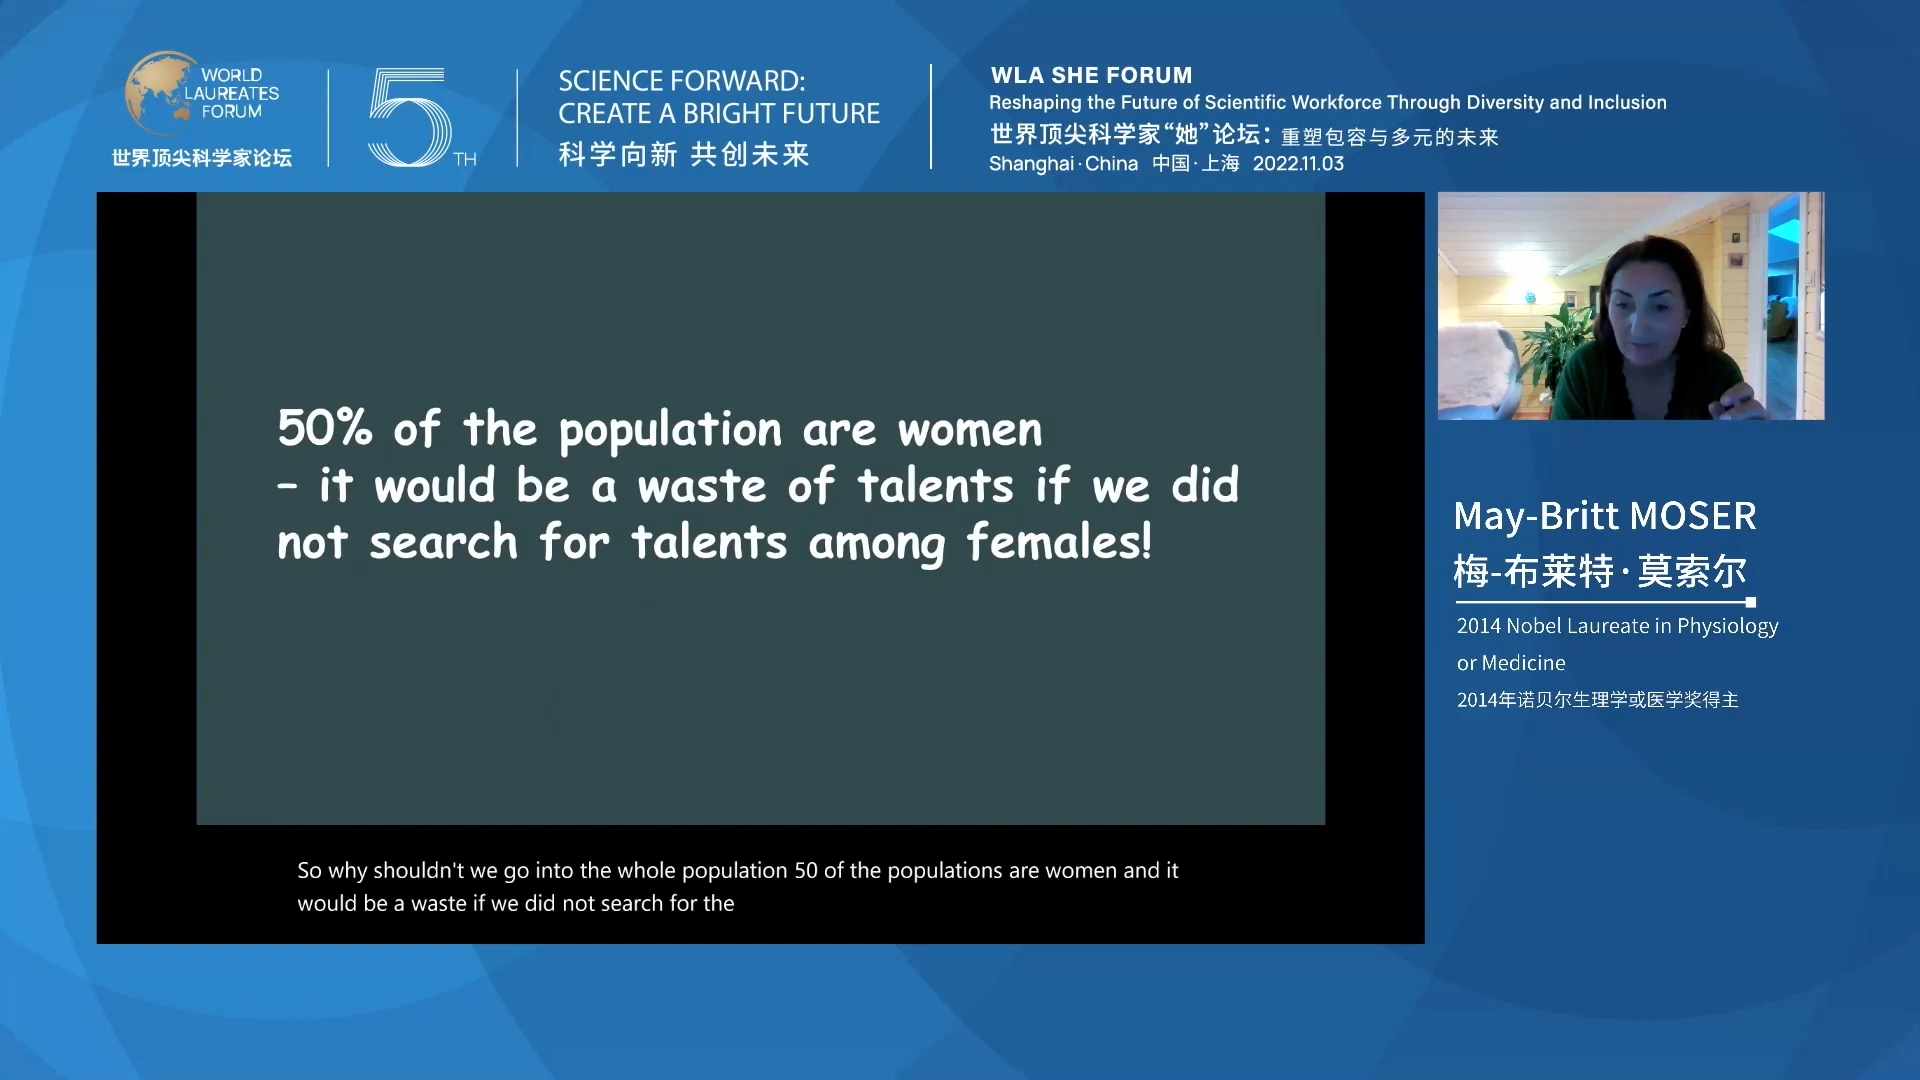 WORLD
LAUREATES
FORUM
世界顶尖科学家论坛
5TH
SCIENCE FORWARD:
CREATE A BRIGHT FUTURE
科学向新 共创未来
WLA SHE FORUM
Reshaping the Future of Scientific Workforce Through Diversity and Inclusion
世界顶尖科学家“她”论坛：重塑包容与多元的未来
Shanghai·China 中国·上海 2022.11.03
50% of the population are women
– it would be a waste of talents if we did
not search for talents among females!
So why shouldn't we go into the whole population 50 of the populations are women and it
would be a waste if we did not search for the
May-Britt MOSER
梅-布莱特·莫索尔
2014 Nobel Laureate in Physiology
or Medicine
2014年诺贝尔生理学或医学奖得主